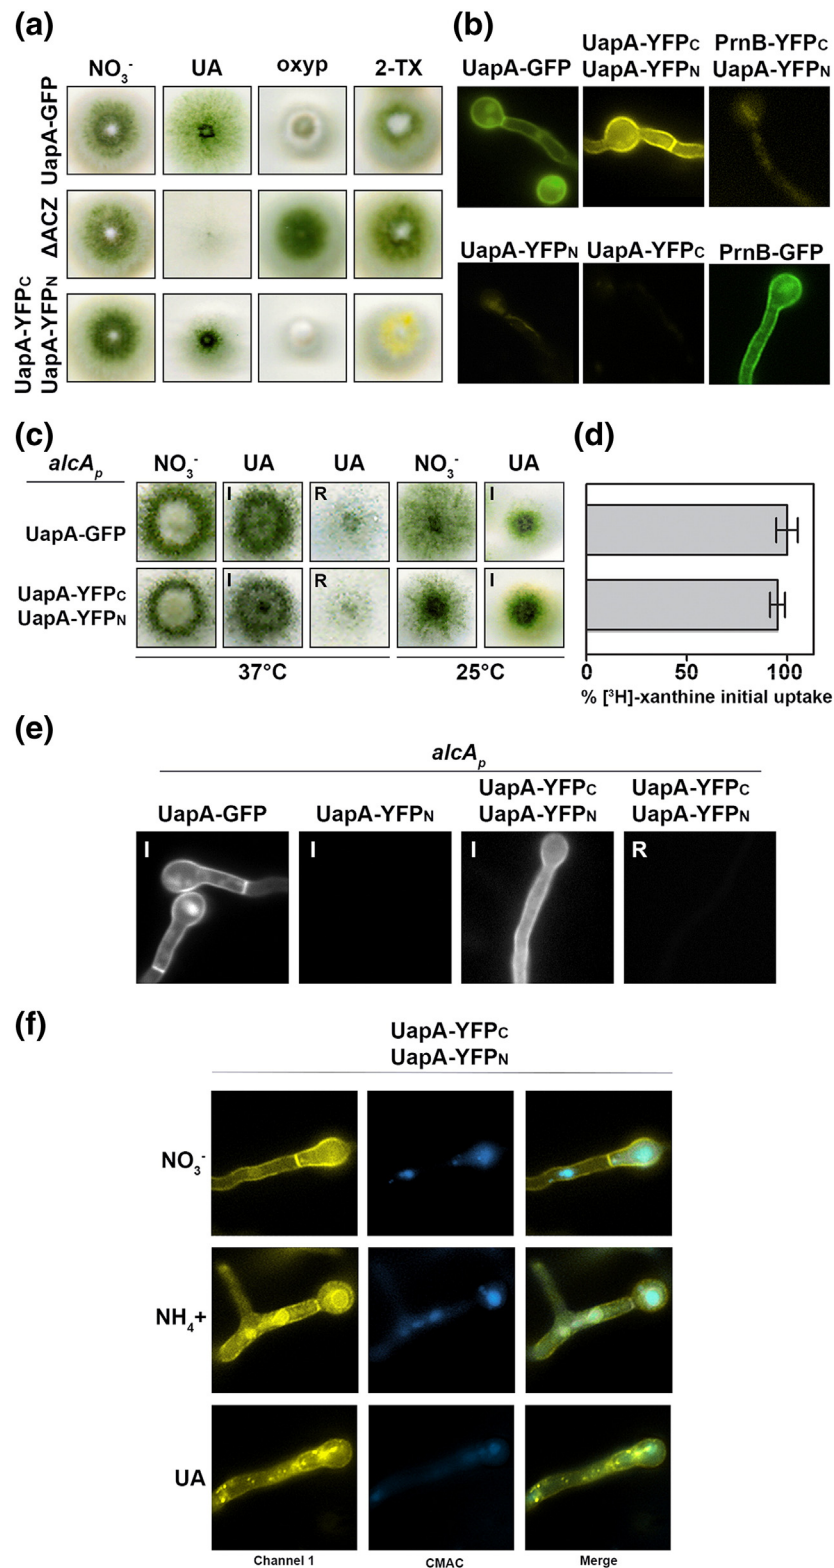 (a)
NO₃⁻ UA oxyp 2-TX
UapA-GFP
ΔACZ
UapA-YFPC
UapA-YFPN
(b)
UapA-GFP
UapA-YFPC
UapA-YFPN
PrnB-YFPC
UapA-YFPN
UapA-YFPN UapA-YFPC PrnB-GFP
(c)
alcAp NO₃⁻ UA UA NO₃⁻ UA
I R I
UapA-GFP
I R I
UapA-YFPC
UapA-YFPN
37°C 25°C
(d)
0 50 100
% [³H]-xanthine initial uptake
(e)
alcAp
UapA-GFP
UapA-YFPN
UapA-YFPC
UapA-YFPN
UapA-YFPC
UapA-YFPN
I I I R
(f)
UapA-YFPC
UapA-YFPN
NO₃⁻
NH₄+
UA
Channel 1 CMAC Merge